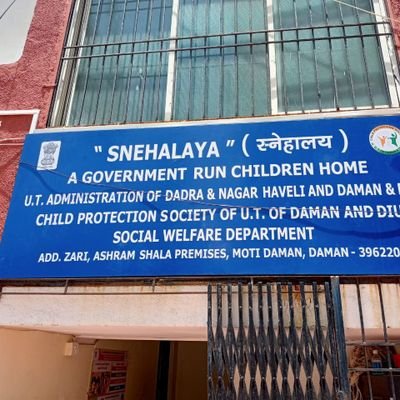 " SNEHALAYA " ( स्नेहालय )
A GOVERNMENT RUN CHILDREN HOME
U.T. ADMINISTRATION OF DADRA & NAGAR HAVELI AND DAMAN &
CHILD PROTECTION SOCIETY OF U.T. OF DAMAN AND DIU
SOCIAL WELFARE DEPARTMENT
ADD. ZARI, ASHRAM SHALA PREMISES, MOTI DAMAN, DAMAN - 396220